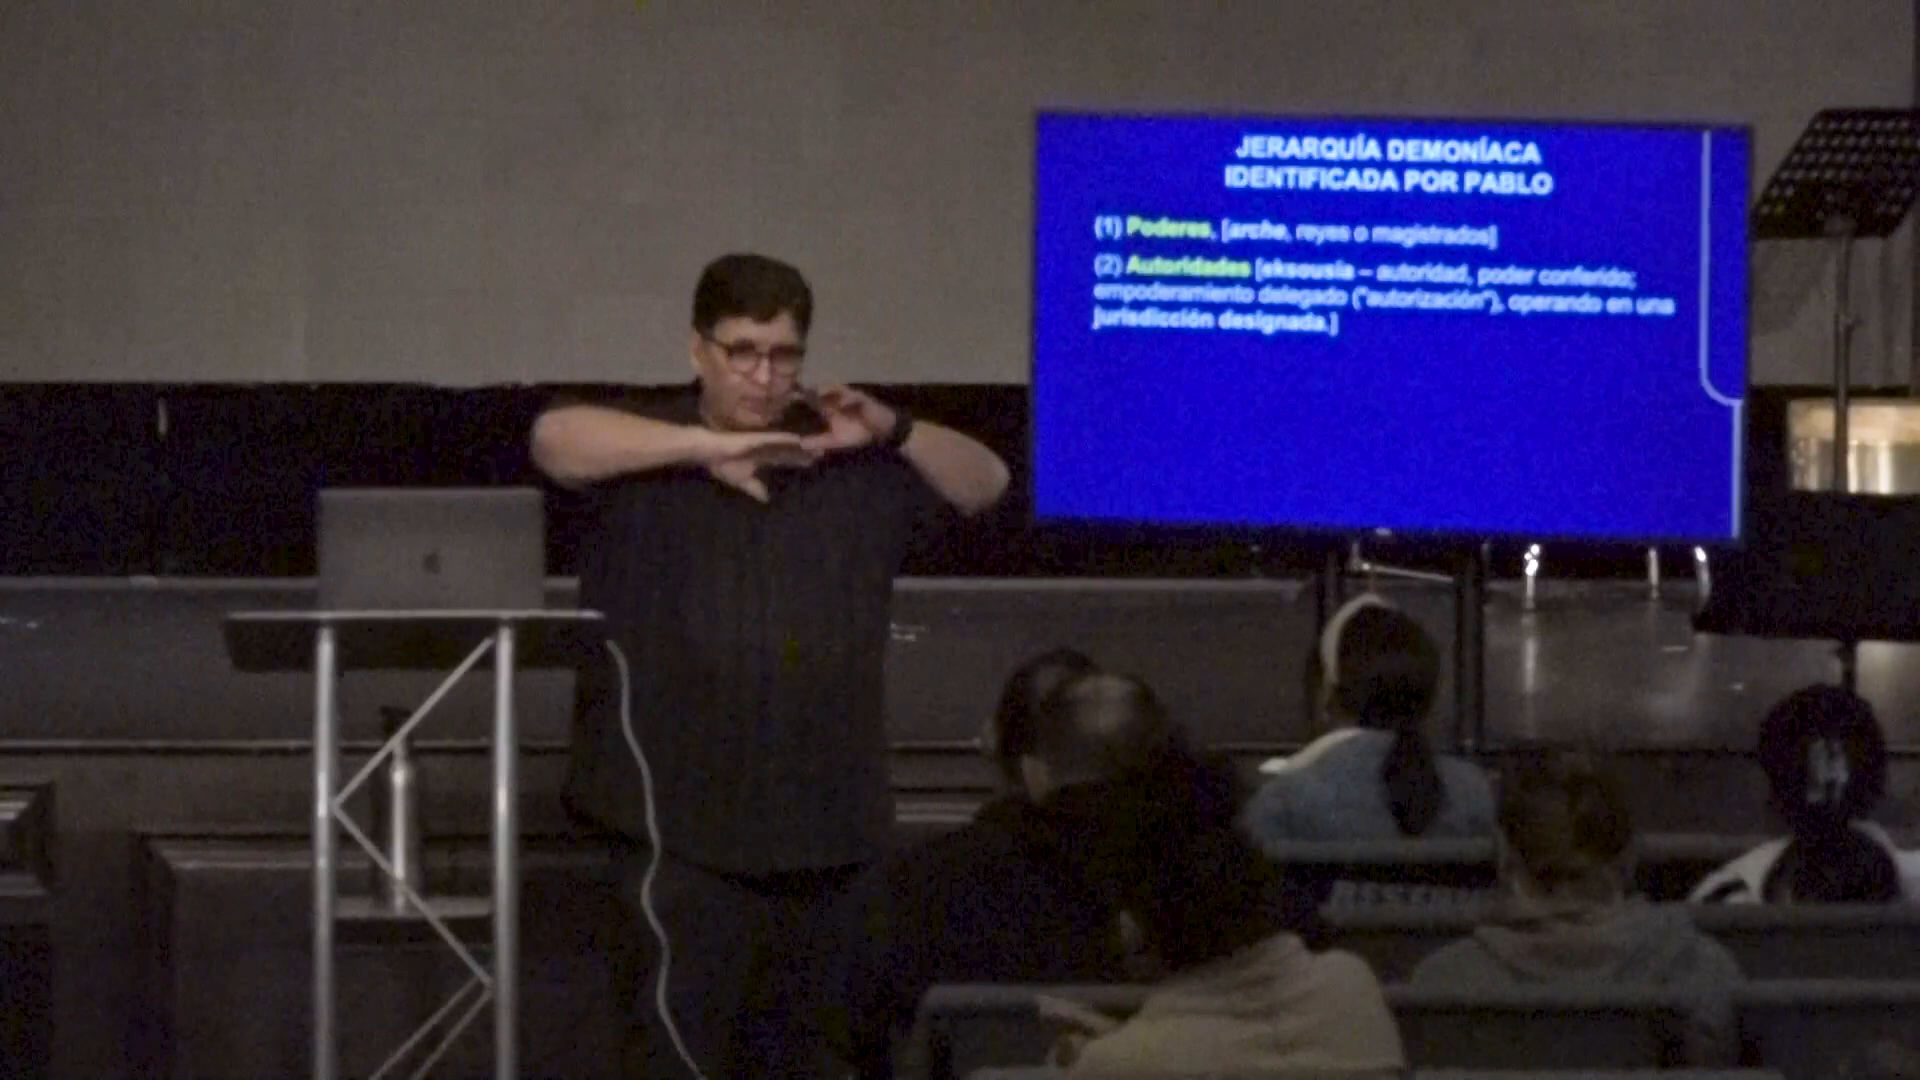 JERARQUÍA DEMONÍACA
IDENTIFICADA POR PABLO
(1) Poderes, [arche, reyes o magistrados]
(2) Autoridades [eksousia – autoridad, poder conferido;
empoderamiento delegado ("autorización"), operando en una
jurisdicción designada.]